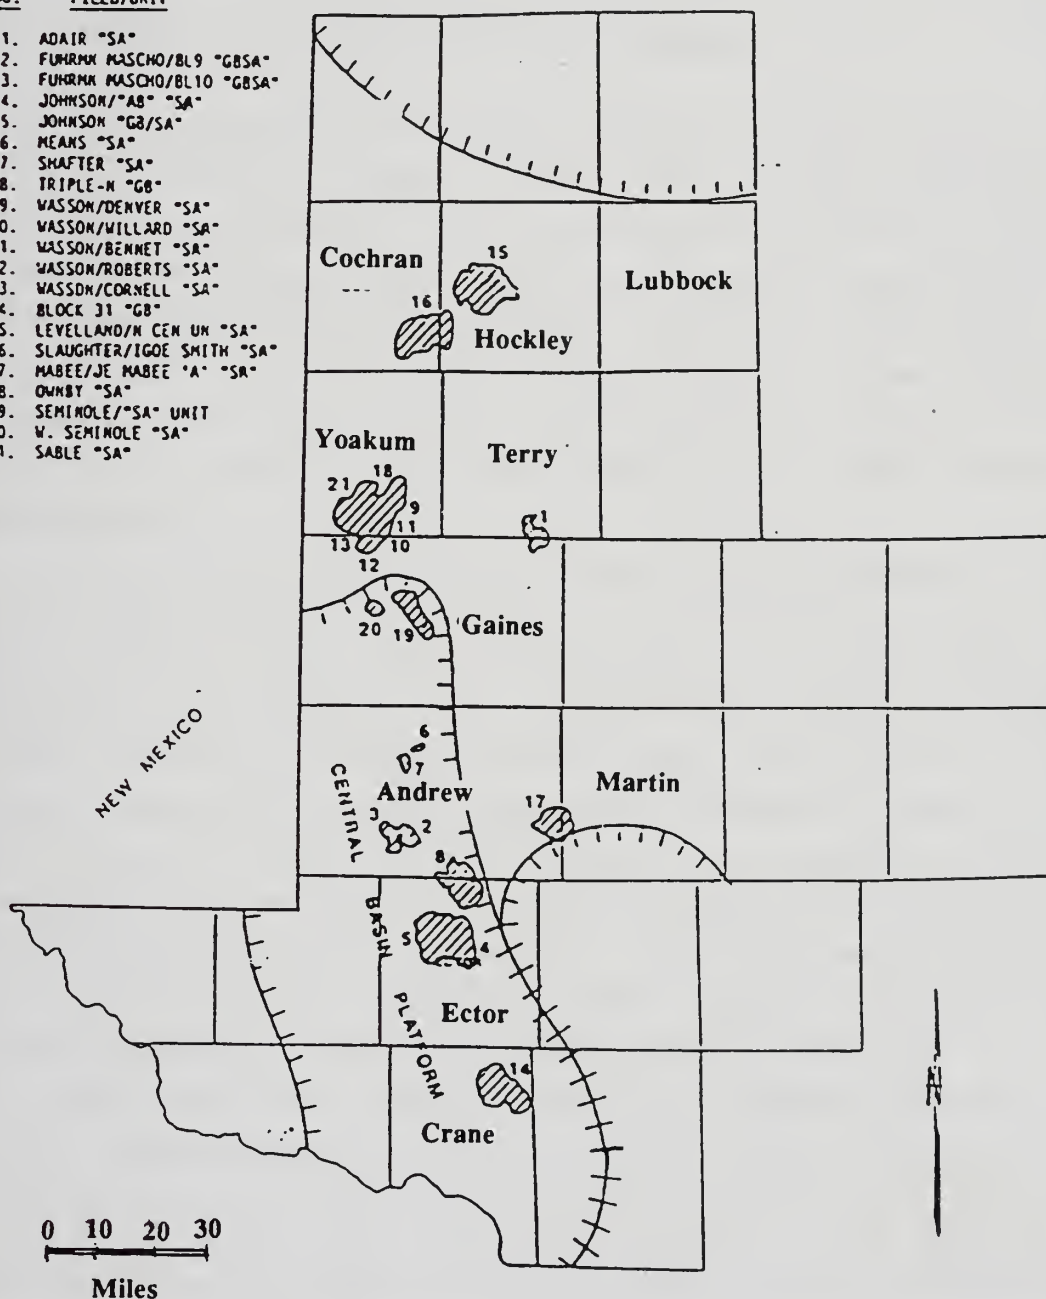 FIELD/UNIT
1. ADAIR "SA"
2. FUHRMN MASCHO/BL9 "GBSA"
3. FUHRMN MASCHO/BL10 "GBSA"
4. JOHNSON/"AB" "SA"
5. JOHNSON "GB/SA"
6. MEANS "SA"
7. SHAFTER "SA"
8. TRIPLE-N "GB"
9. WASSON/DENVER "SA"
0. WASSON/WILLARD "SA"
1. WASSON/BENNET "SA"
2. WASSON/ROBERTS "SA"
3. WASSON/CORNELL "SA"
4. BLOCK 31 "GB"
5. LEVELLAND/N CEN UN "SA"
6. SLAUGHTER/IGOE SMITH "SA"
7. MABEE/JE MABEE "A" "SR"
8. OWNBY "SA"
9. SEMINOLE/"SA" UNIT
0. W. SEMINOLE "SA"
1. SABLE "SA"
Cochran
15
Lubbock
16
Hockley
Yoakum
Terry
18
21
9
11
1
13
10
12
20
19
Gaines
NEW MEXICO
6
7
CENTRAL
Andrew
Martin
17
3
2
8
BASIN
5
4
PLATFORM
Ector
14
Crane
N
0 10 20 30
Miles